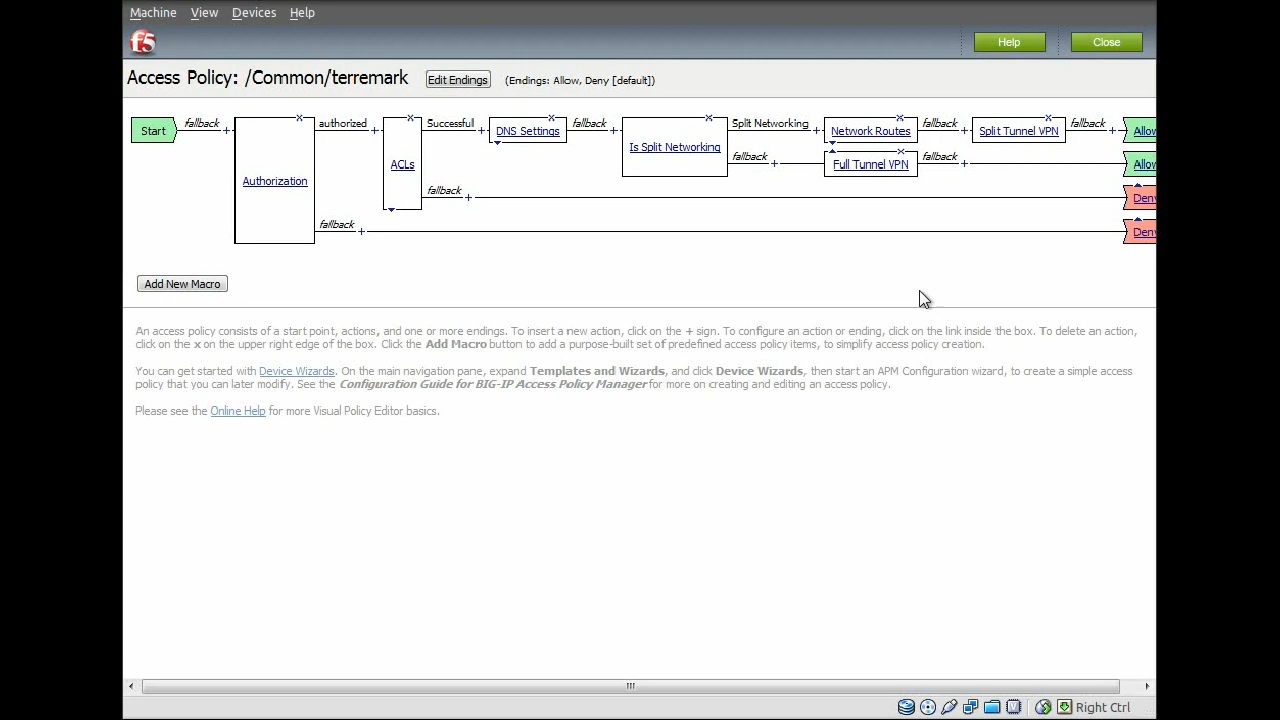 Machine View Devices Help
f5
Help Close
Access Policy: /Common/terremark Edit Endings (Endings: Allow, Deny [default])
Start fallback + Authorization authorized + ACLs Successful + DNS Settings fallback + Is Split Networking Split Networking + Network Routes fallback + Split Tunnel VPN fallback + Allow
fallback + Full Tunnel VPN fallback + Allow
fallback + Deny
fallback + Deny
Add New Macro
An access policy consists of a start point, actions, and one or more endings. To insert a new action, click on the + sign. To configure an action or ending, click on the link inside the box. To delete an action,
click on the x on the upper right edge of the box. Click the Add Macro button to add a purpose-built set of predefined access policy items, to simplify access policy creation.
You can get started with Device Wizards. On the main navigation pane, expand Templates and Wizards, and click Device Wizards, then start an APM Configuration wizard, to create a simple access
policy that you can later modify. See the Configuration Guide for BIG-IP Access Policy Manager for more on creating and editing an access policy.
Please see the Online Help for more Visual Policy Editor basics.
Right Ctrl